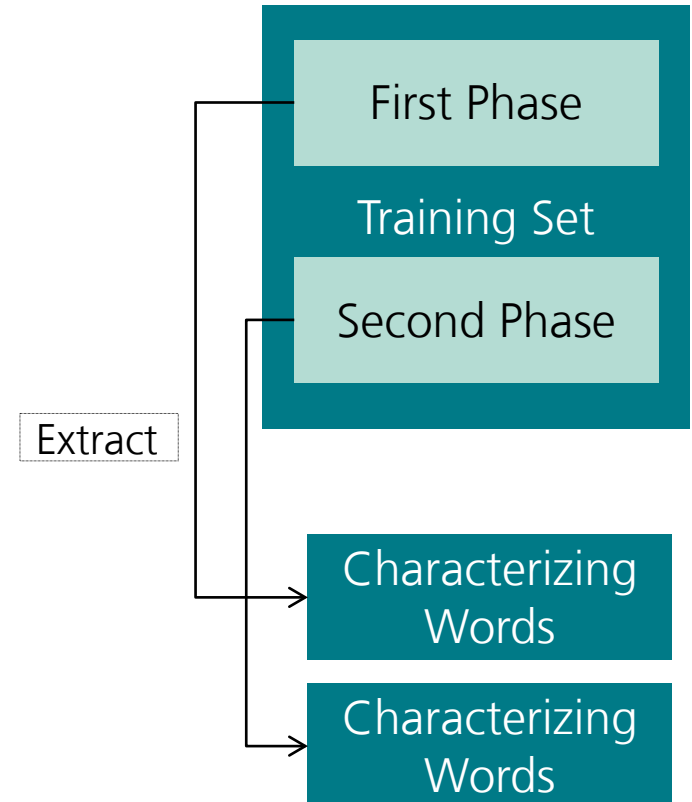 First Phase
Training Set
Second Phase
Extract
Characterizing
Words
Characterizing
Words